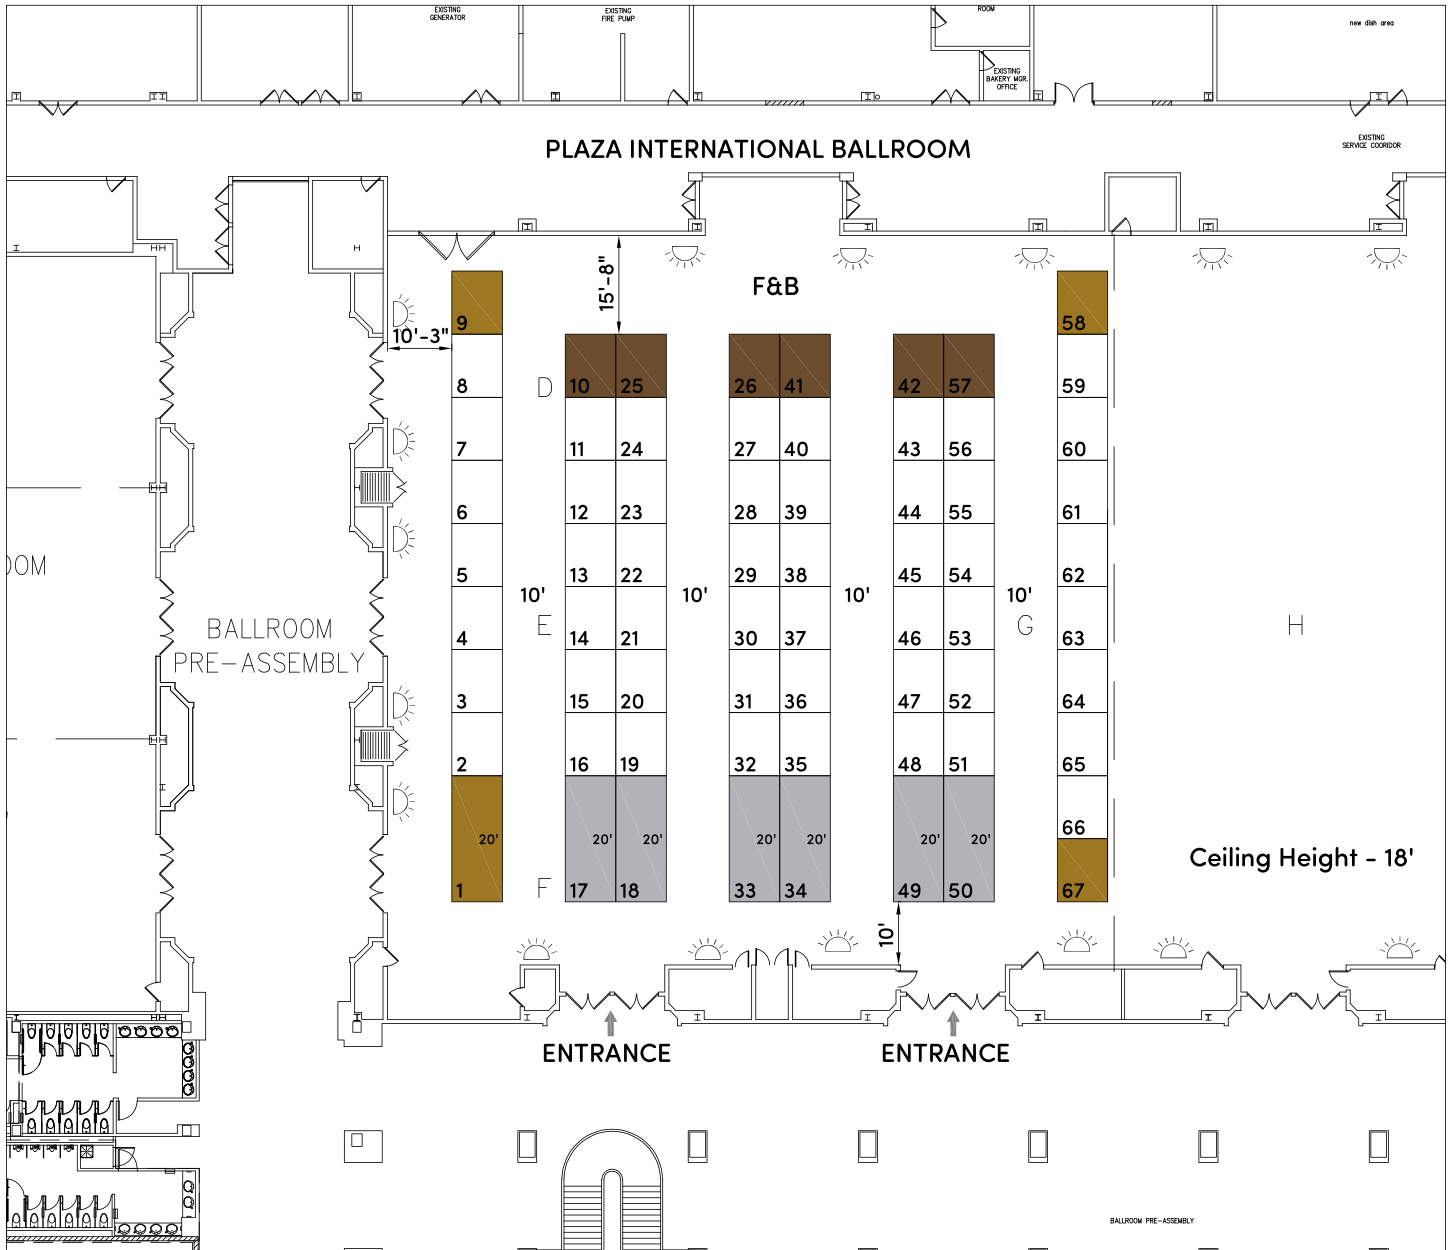 EXISTING
GENERATOR
EXISTING
FIRE PUMP
ROOM
new dish area
EXISTING
BAKERY MGR.
OFFICE
PLAZA INTERNATIONAL BALLROOM
EXISTING
SERVICE COORIDOR
15'-8"
F&B
10'-3"
9
58
8
D
10 25
26 41
42 57
59
7
11 24
27 40
43 56
60
6
12 23
28 39
44 55
61
OOM
5
13 22
29 38
45 54
62
10'
10'
10'
10'
BALLROOM
PRE-ASSEMBLY
4
E
14 21
30 37
46 53
G
63
H
3
15 20
31 36
47 52
64
2
16 19
32 35
48 51
65
66
20'
20' 20'
20' 20'
20' 20'
Ceiling Height - 18'
1
F
17 18
33 34
49 50
67
10'
ENTRANCE
ENTRANCE
BALLROOM PRE-ASSEMBLY